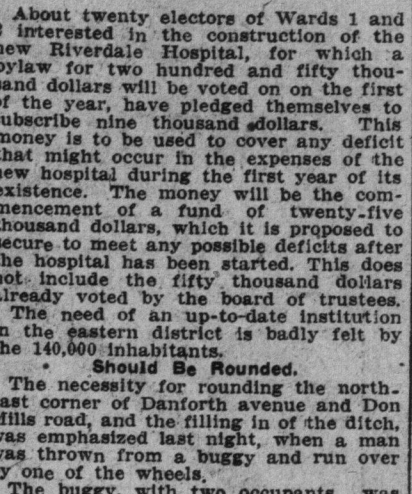 About twenty electors of Wards 1 and
interested in the construction of the
new Riverdale Hospital, for which a
bylaw for two hundred and fifty thou-
sand dollars will be voted on on the first
of the year, have pledged themselves to
subscribe nine thousand dollars. This
money is to be used to cover any deficit
that might occur in the expenses of the
new hospital during the first year of its
existence. The money will be the com-
mencement of a fund of twenty-five
thousand dollars, which it is proposed to
secure to meet any possible deficits after
the hospital has been started. This does
not include the fifty thousand dollars
already voted by the board of trustees.
The need of an up-to-date institution
in the eastern district is badly felt by
the 140,000 inhabitants.
Should Be Rounded.
The necessity for rounding the north-
east corner of Danforth avenue and Don
Mills road, and the filling in of the ditch,
was emphasized last night, when a man
was thrown from a buggy and run over
by one of the wheels.
The buggy, with two occupants, was